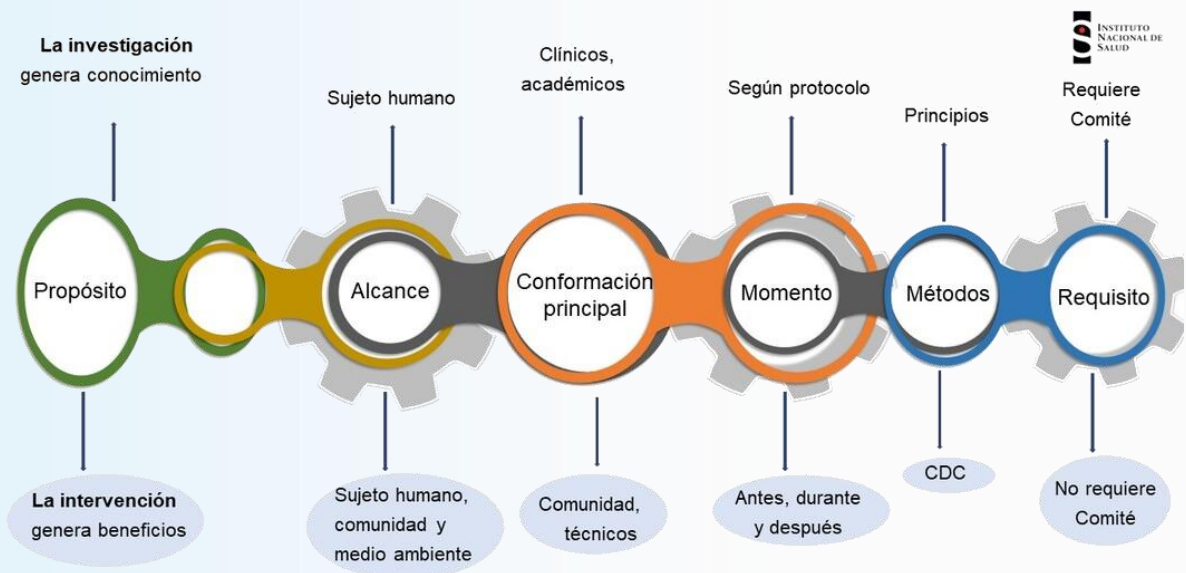 INSTITUTO
NACIONAL DE
SALUD
La investigación
genera conocimiento
Sujeto humano
Clínicos,
académicos
Según protocolo
Principios
Requiere
Comité
Propósito
Alcance
Conformación
principal
Momento
Métodos
Requisito
La intervención
genera beneficios
Sujeto humano,
comunidad y
medio ambiente
Comunidad,
técnicos
Antes, durante
y después
CDC
No requiere
Comité